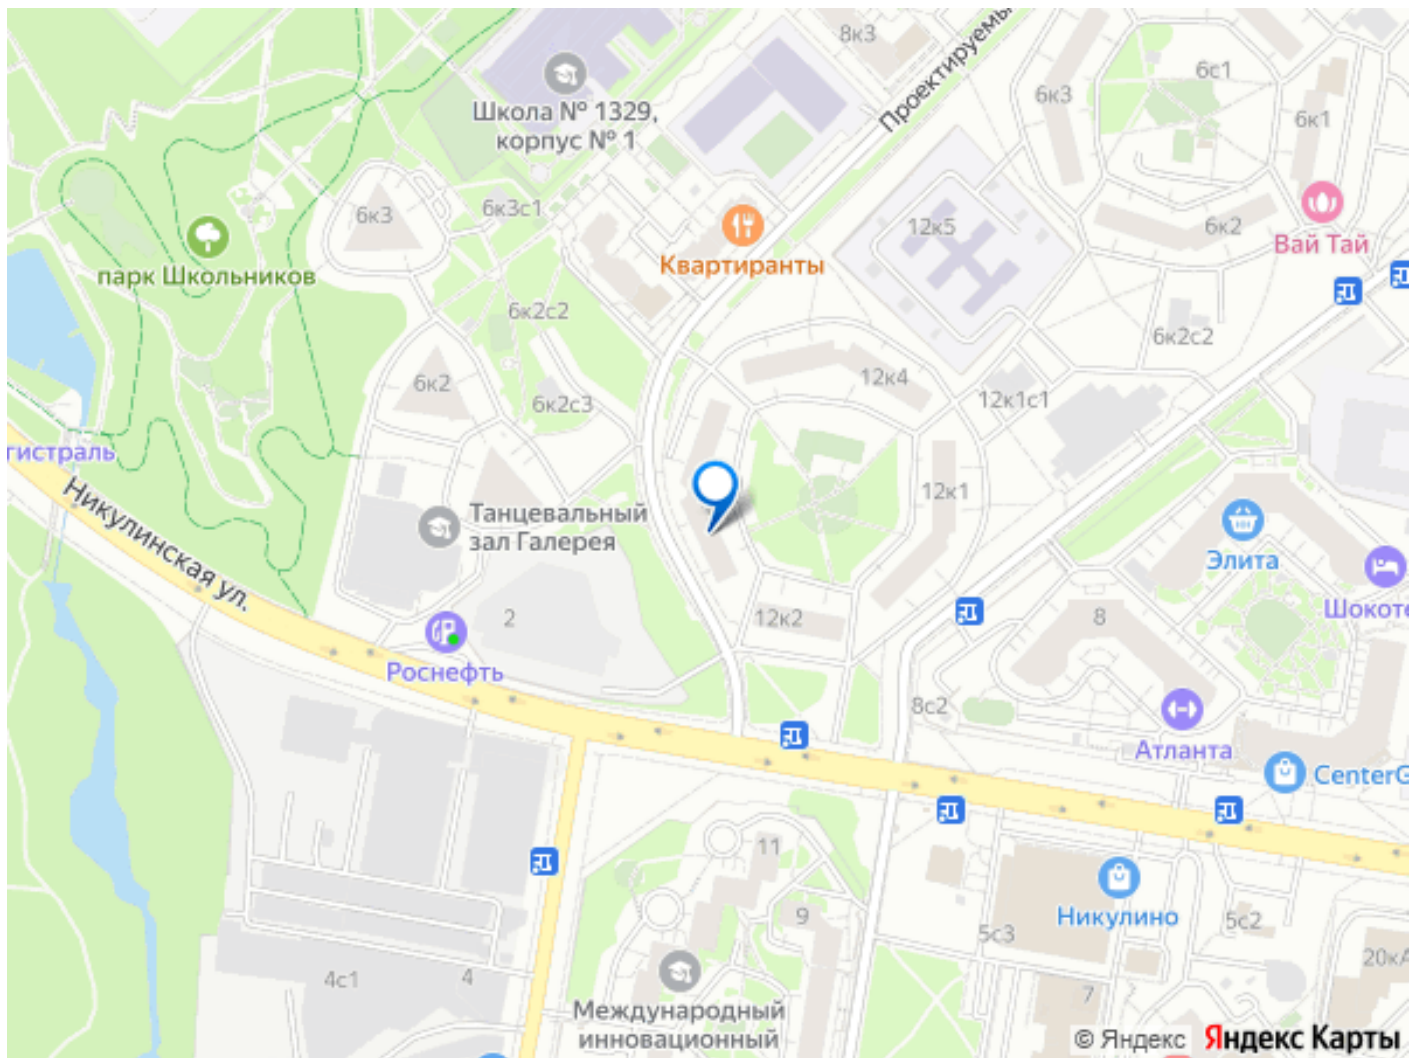 8к3
Проектируемы
6с1
6к3
6к1
Школа № 1329,
корпус № 1
6к3
6к3с1
12к5
6к2
Вай Тай
парк Школьников
Квартиранты
6к2с2
6к2с2
6к2
12к4
6к2с3
12к1с1
гистраль
12к1
Никулинская ул.
Танцевальный
зал Галерея
Элита
Шокоте
2
12к2
8
Роснефть
8с2
Атланта
CenterG
11
9
Никулино
5с3
5с2
20кА
4с1
4
7
Международный
инновационный
© Яндекс Яндекс Карты